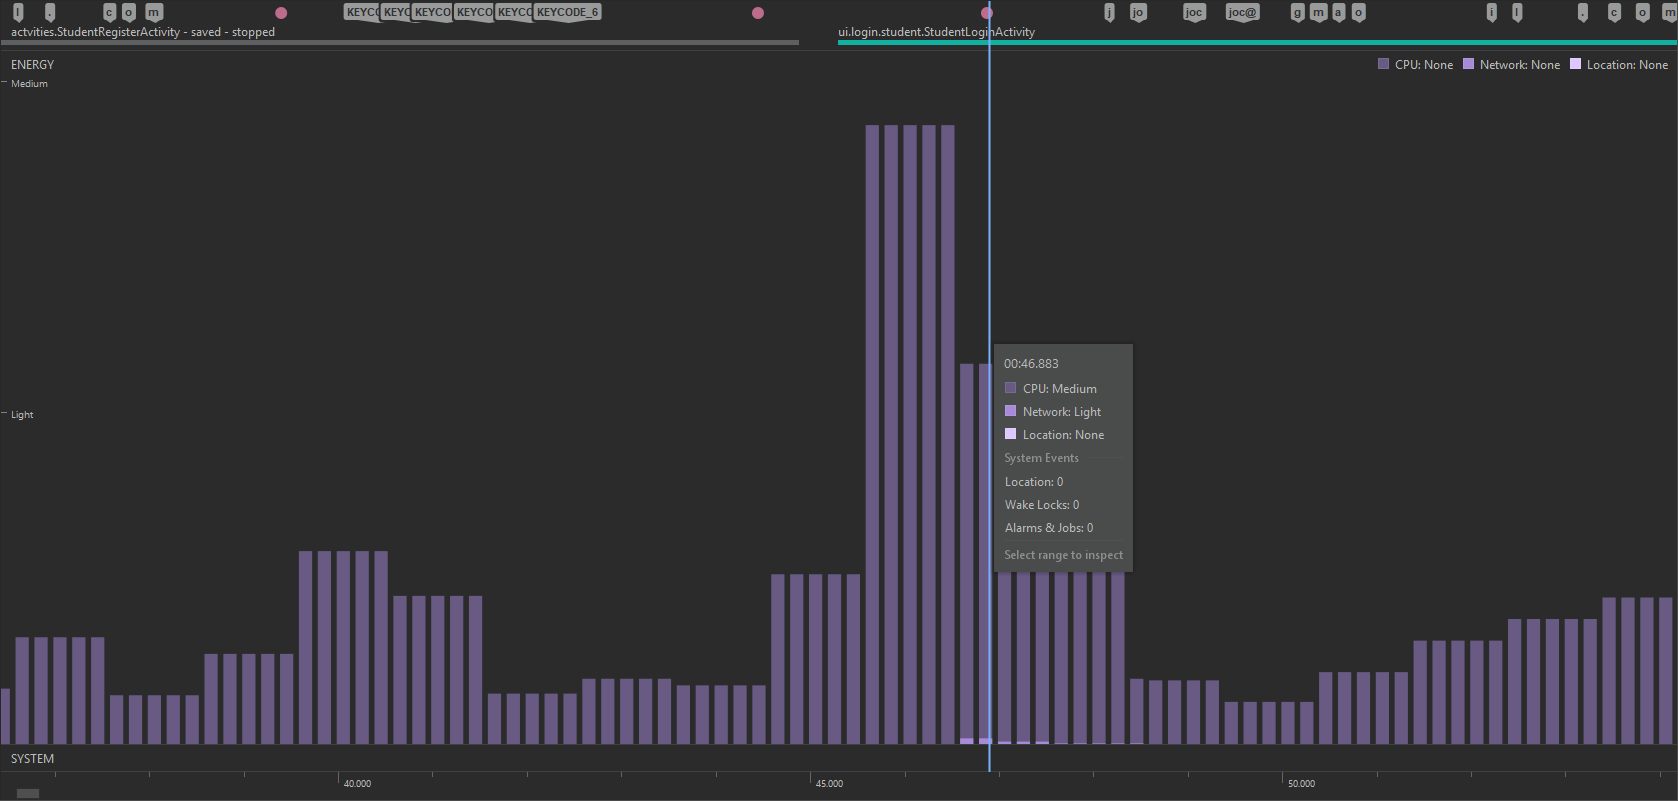 l . c o m KEYCO KEYC KEYCO KEYCO KEYCO KEYCODE_6 j jo joc joc@ g m a o i l . c o m
actvities.StudentRegisterActivity - saved - stopped ui.login.student.StudentLoginActivity
ENERGY CPU: None Network: None Location: None
Medium
00:46.883
CPU: Medium
Network: Light
Light
Location: None
System Events
Location: 0
Wake Locks: 0
Alarms & Jobs: 0
Select range to inspect
SYSTEM
40.000 45.000 50.000